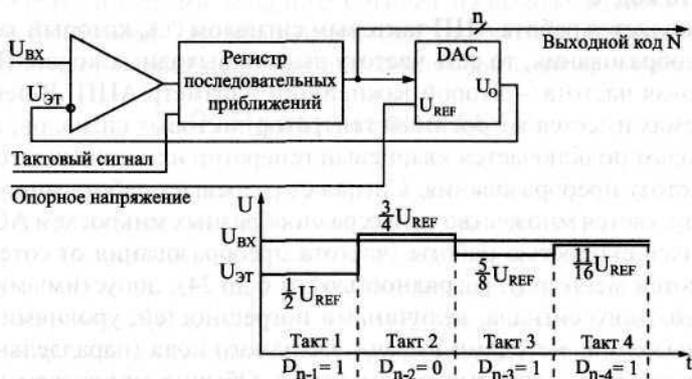 n
Выходной код N
U_ВХ
Регистр последовательных приближений
DAC
U_ЭТ
U_REF
U_O
Тактовый сигнал
Опорное напряжение
U
3/4 U_REF
U_ВХ
U_ЭТ
1/2 U_REF
5/8 U_REF
11/16 U_REF
Такт 1 Такт 2 Такт 3 Такт 4
t
D_n-1 = 1 D_n-2 = 0 D_n-3 = 1 D_n-4 = 1